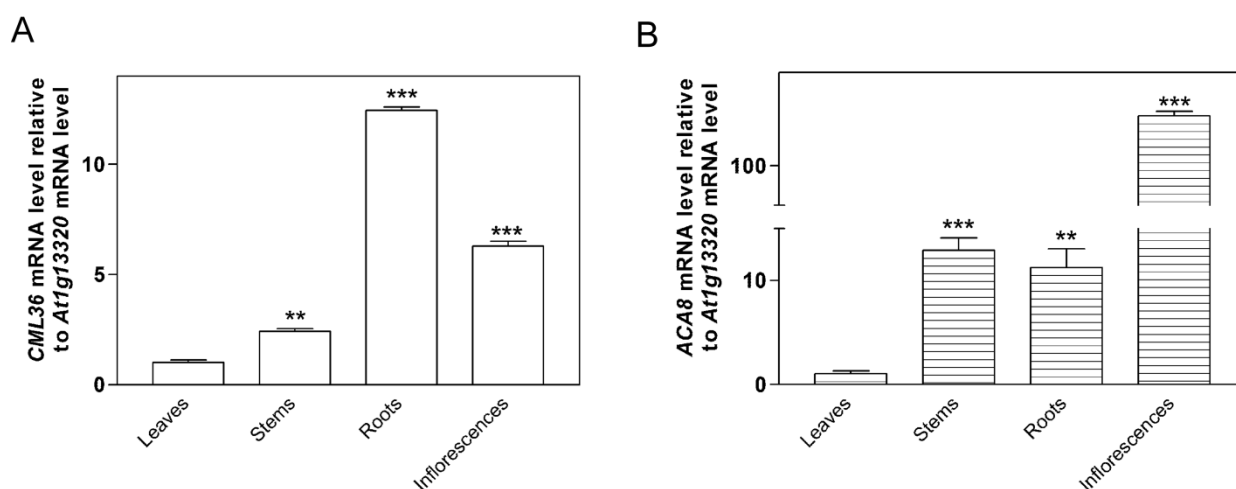 A
CML36 mRNA level relative
to At1g13320 mRNA level
10
5
0
**
***
***
Leaves
Stems
Roots
Inflorescences
B
ACA8 mRNA level relative
to At1g13320 mRNA level
100
10
0
***
**
***
Leaves
Stems
Roots
Inflorescences